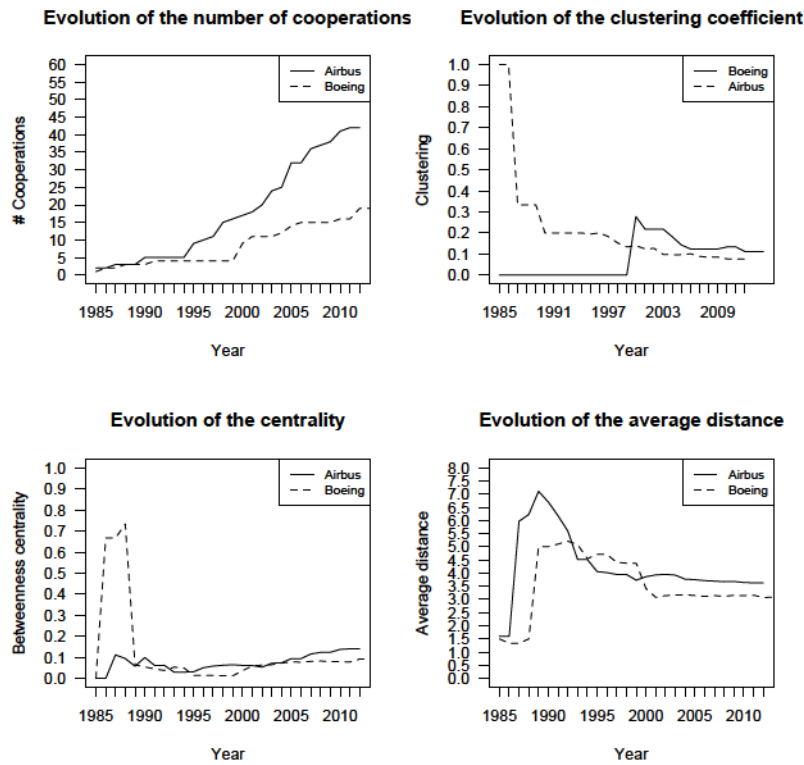 Evolution of the number of cooperations
# Cooperations
60
55
50
45
40
35
30
25
20
15
10
5
0
Airbus
Boeing
1985 1990 1995 2000 2005 2010
Year
Evolution of the clustering coefficient
Clustering
1.0
0.9
0.8
0.7
0.6
0.5
0.4
0.3
0.2
0.1
0.0
Boeing
Airbus
1985 1991 1997 2003 2009
Year
Evolution of the centrality
Betweenness centrality
1.0
0.9
0.8
0.7
0.6
0.5
0.4
0.3
0.2
0.1
0.0
Airbus
Boeing
1985 1990 1995 2000 2005 2010
Year
Evolution of the average distance
Average distance
8.0
7.5
7.0
6.5
6.0
5.5
5.0
4.5
4.0
3.5
3.0
2.5
2.0
1.5
1.0
0.5
0.0
Airbus
Boeing
1985 1990 1995 2000 2005 2010
Year